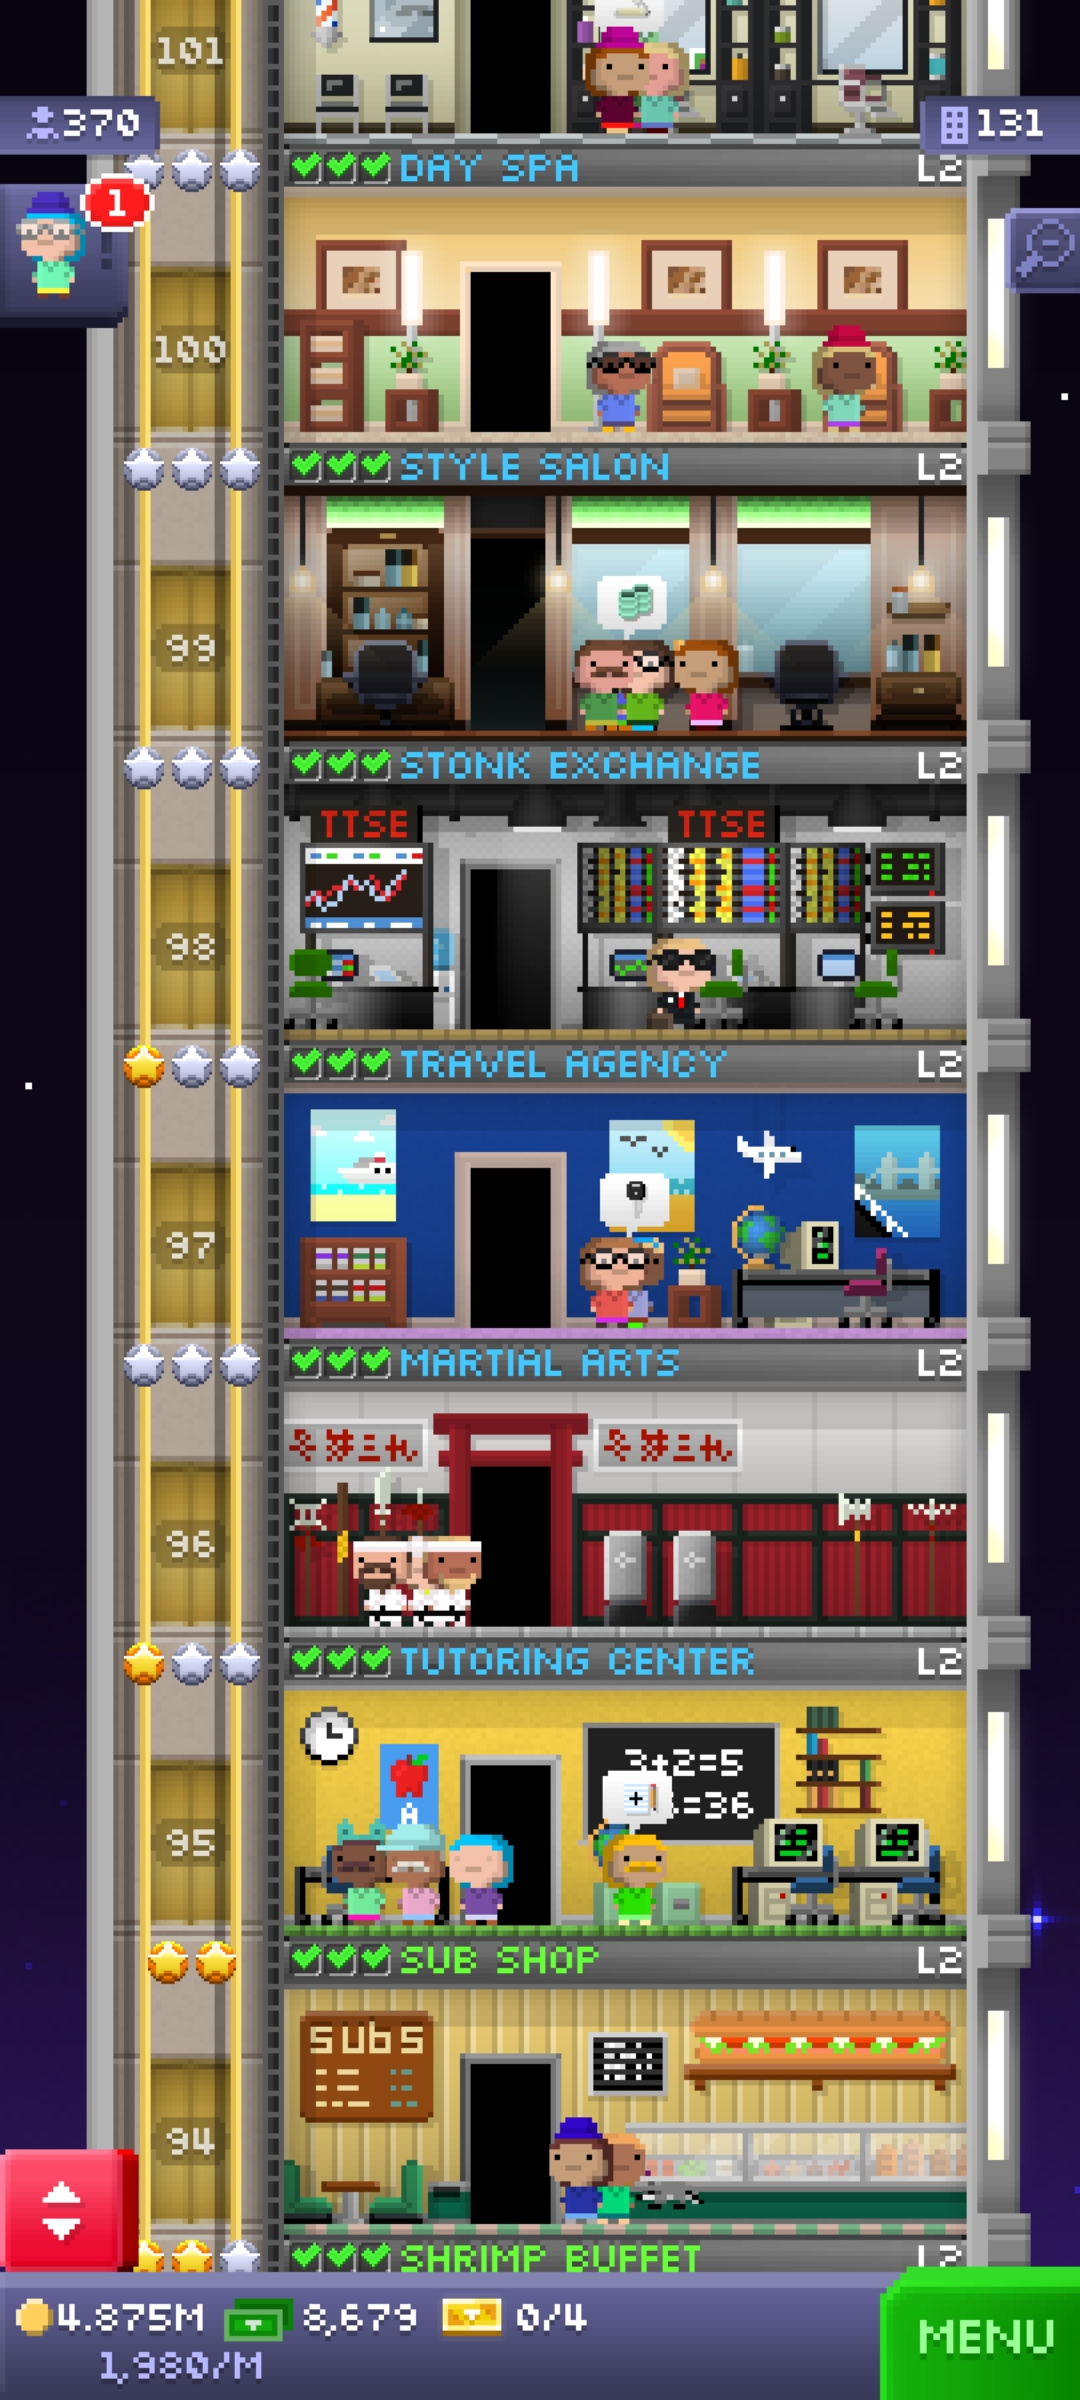 101
370
131
DAY SPA L2
1
100
STYLE SALON L2
99
STONK EXCHANGE L2
TTSE TTSE
98
TRAVEL AGENCY L2
97
MARTIAL ARTS L2
96
TUTORING CENTER L2
3+2=5
=36
A
95
SUB SHOP L2
SUBS
94
SHRIMP BUFFET L2
4.875M 8,679 0/4
1,980/M
MENU